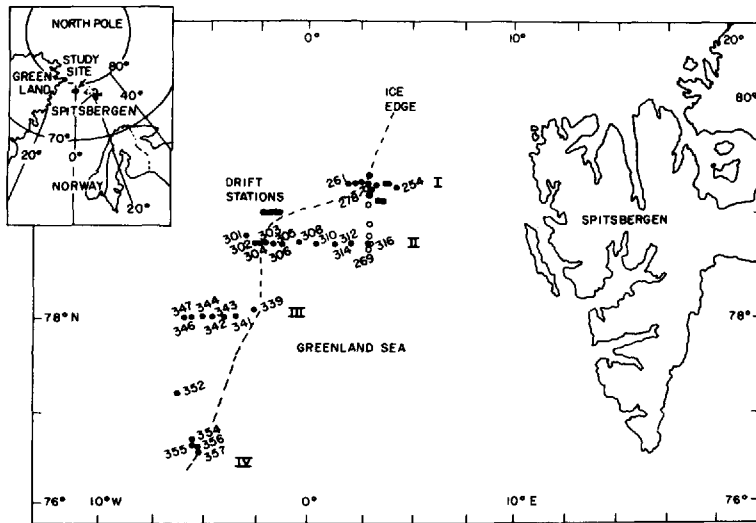 NORTH POLE
STUDY
SITE
GREEN
LAND
80°
40°
SPITSBERGEN
70°
20°
0°
NORWAY
20°
10°W
0°
10°
20°
80°
ICE
EDGE
DRIFT
STATIONS
261
278
254
I
301
302
303
304
305
306
308
310
312
314
316
269
II
SPITSBERGEN
347
344
343
339
346
342
341
III
78°N
78°
GREENLAND SEA
352
354
355
356
357
IV
76°
10°W
0°
10°E
76°